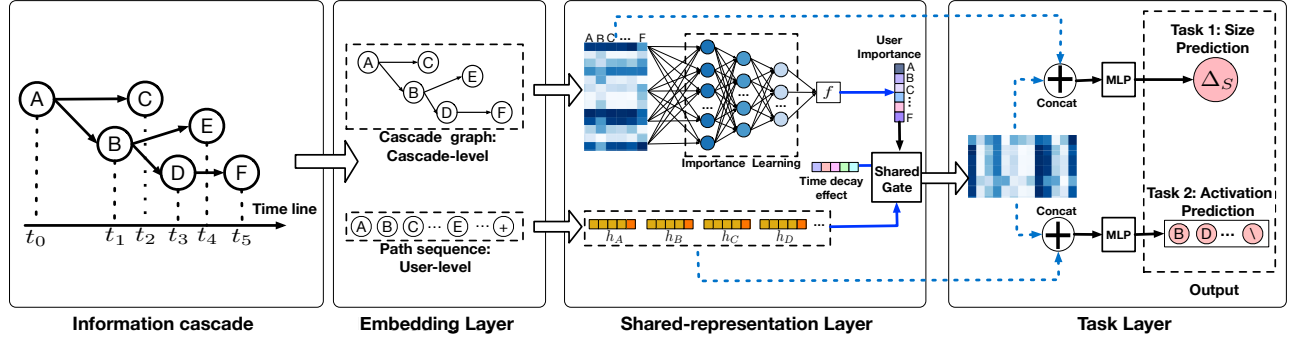 A
C
B
E
D
F
Time line
t0
t1
t2
t3
t4
t5
Information cascade
A
C
B
E
D
F
Cascade graph:
Cascade-level
A B C ... E ... +
Path sequence:
User-level
Embedding Layer
A B C ... F
Importance Learning
f
User
Importance
A
B
C
F
Time decay
effect
Shared
Gate
hA hB hC hD ...
Shared-representation Layer
Task 1: Size
Prediction
Concat
MLP
ΔS
Task 2: Activation
Prediction
Concat
MLP
B D ... \
Output
Task Layer